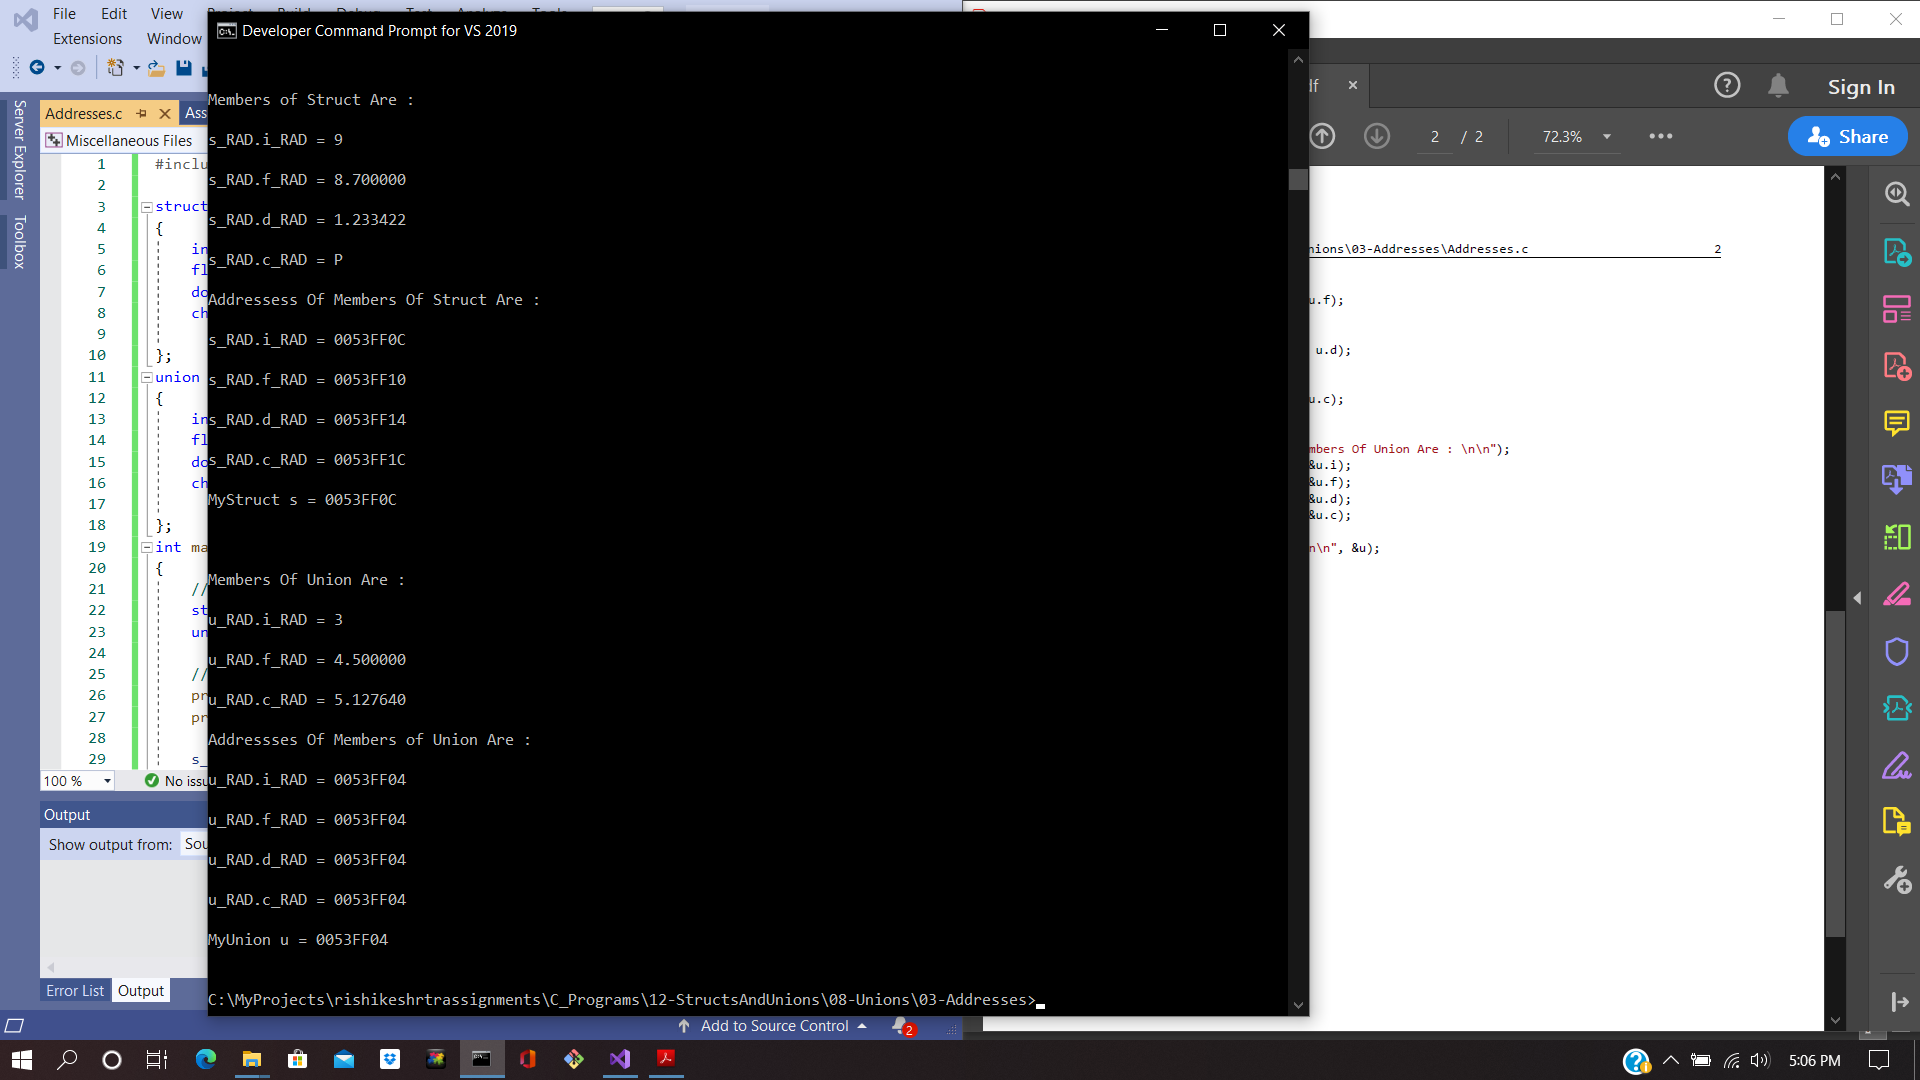 File Edit View
Extensions Window
Developer Command Prompt for VS 2019
Sign In
2 / 2
72.3%
Share
Server Explorer
Toolbox
Addresses.c
Ass
Miscellaneous Files
1 #inclu
2
3 struct
4 {
5 in
6 fl
7 do
8 ch
9
10 };
11 union
12 {
13 in
14 fl
15 do
16 ch
17
18 };
19 int ma
20 {
21 //
22 st
23 un
24
25 //
26 pr
27 pr
28
29 s_
100 %
No issu
Output
Show output from: Sou
Error List Output
Members of Struct Are :
s_RAD.i_RAD = 9
s_RAD.f_RAD = 8.700000
s_RAD.d_RAD = 1.233422
s_RAD.c_RAD = P
Addressess Of Members Of Struct Are :
s_RAD.i_RAD = 0053FF0C
s_RAD.f_RAD = 0053FF10
s_RAD.d_RAD = 0053FF14
s_RAD.c_RAD = 0053FF1C
MyStruct s = 0053FF0C
Members Of Union Are :
u_RAD.i_RAD = 3
u_RAD.f_RAD = 4.500000
u_RAD.c_RAD = 5.127640
Addressses Of Members of Union Are :
u_RAD.i_RAD = 0053FF04
u_RAD.f_RAD = 0053FF04
u_RAD.d_RAD = 0053FF04
u_RAD.c_RAD = 0053FF04
MyUnion u = 0053FF04
C:\MyProjects\rishikeshrtrassignments\C_Programs\12-StructsAndUnions\08-Unions\03-Addresses>
nions\03-Addresses\Addresses.c 2
u.f);
u.d);
u.c);
mbers Of Union Are : \n\n");
&u.i);
&u.f);
&u.d);
&u.c);
n\n", &u);
Add to Source Control
2
5:06 PM